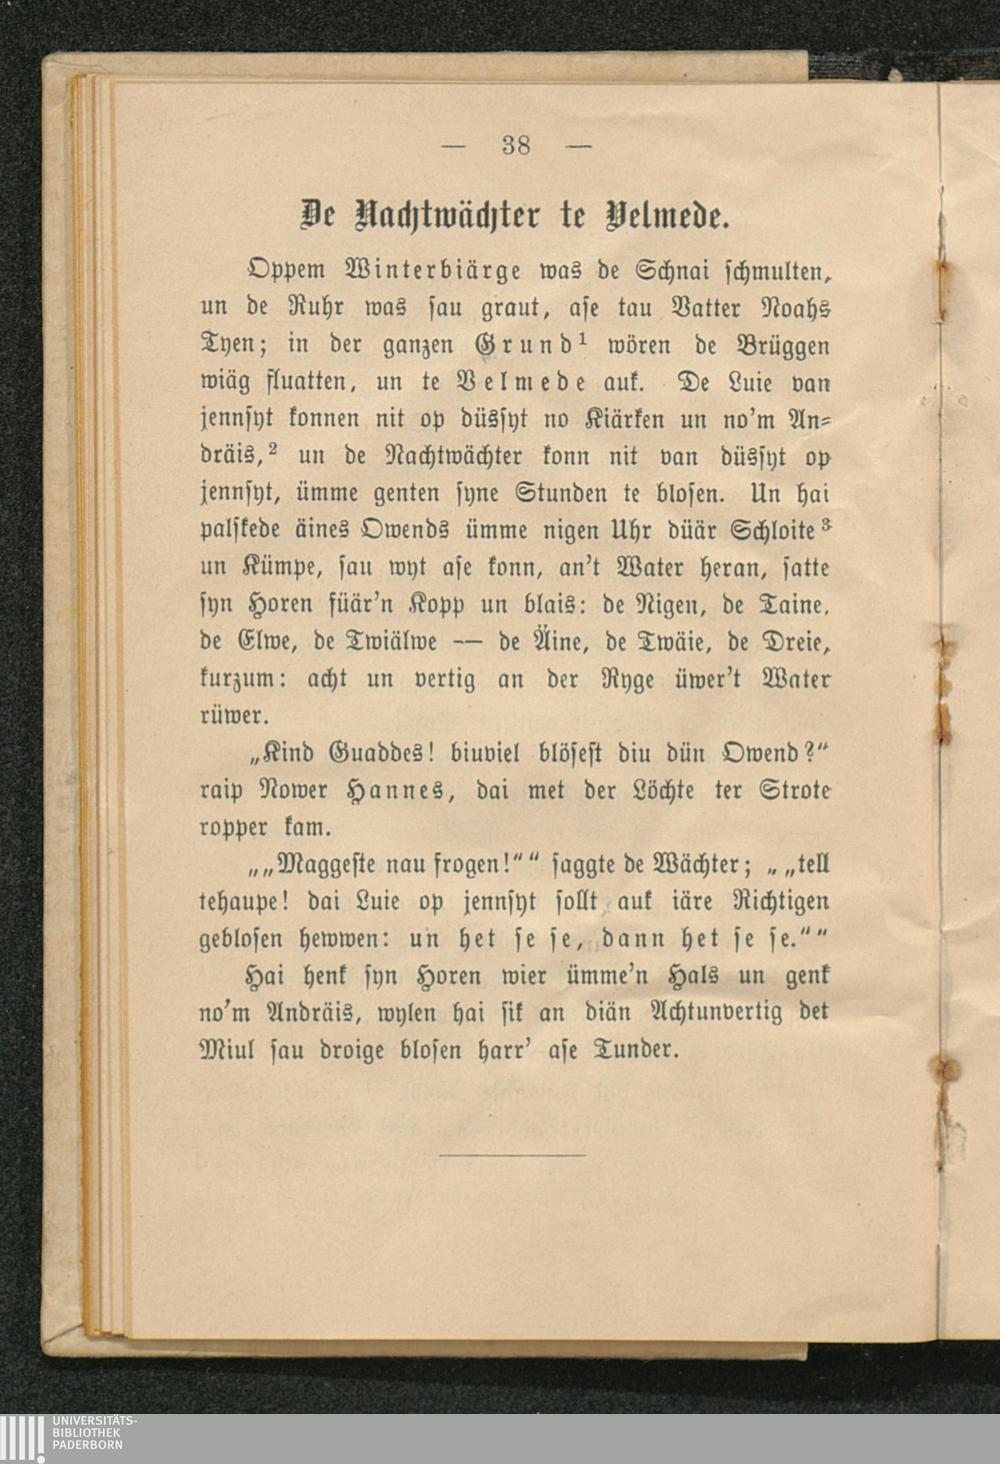 — 38 —
De Nachtwächter te Velmede.
Oppem Winterbiärge was de Schnai schmulten,
un de Ruhr was sau graut, ase tau Vatter Noahs
Tyen; in der ganzen Grund¹ wören de Brüggen
wiäg fluatten, un te Velmede auk. De Luie van
jennsyt konnen nit op düssyt no Kiärken un no'm An-
dräis,² un de Nachtwächter konn nit van düssyt op
jennsyt, ümme genten syne Stunden te blosen. Un hai
palskede äines Owends ümme nigen Uhr düär Schloite³
un Kümpe, sau wyt ase konn, an't Water heran, satte
syn Horen füär'n Kopp un blais: de Nigen, de Taine,
de Elwe, de Twiälwe — de Äine, de Twäie, de Dreie,
kurzum: acht un vertig an der Ryge üwer't Water
rüwer.
„Kind Guaddes! biuviel blösest diu dün Owend?“
raip Nower Hannes, dai met der Löchte ter Strote
ropper kam.
„„Maggeste nau frogen!““ saggte de Wächter; „„tell
tehaupe! dai Luie op jennsyt sollt auk iäre Richtigen
geblosen hewwen: un het se se, dann het se se.““
Hai henk syn Horen wier ümme'n Hals un genk
no'm Andräis, wylen hai sik an diän Achtunvertig det
Miul sau droige blosen harr' ase Tunder.
UNIVERSITÄTS-
BIBLIOTHEK
PADERBORN